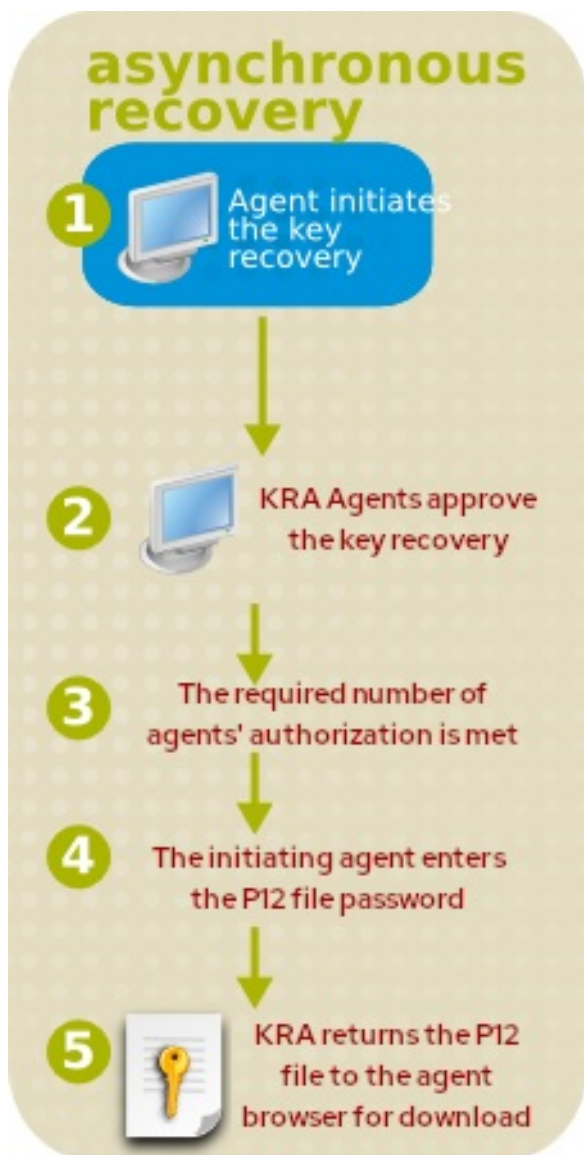 asynchronous
recovery
1
Agent initiates
the key
recovery
2
KRA Agents approve
the key recovery
3
The required number of
agents' authorization is met
4
The initiating agent enters
the P12 file password
5
KRA returns the P12
file to the agent
browser for download